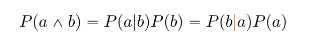 P(a ∧ b) = P(a|b)P(b) = P(b|a)P(a)